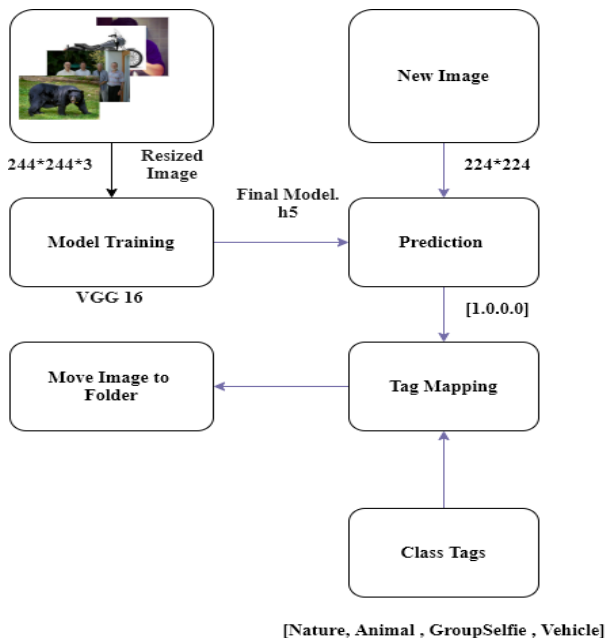 New Image
244*244*3
Resized
Image
224*224
Final Model.
h5
Model Training
Prediction
VGG 16
[1.0.0.0]
Move Image to
Folder
Tag Mapping
Class Tags
[Nature, Animal , GroupSelfie , Vehicle]